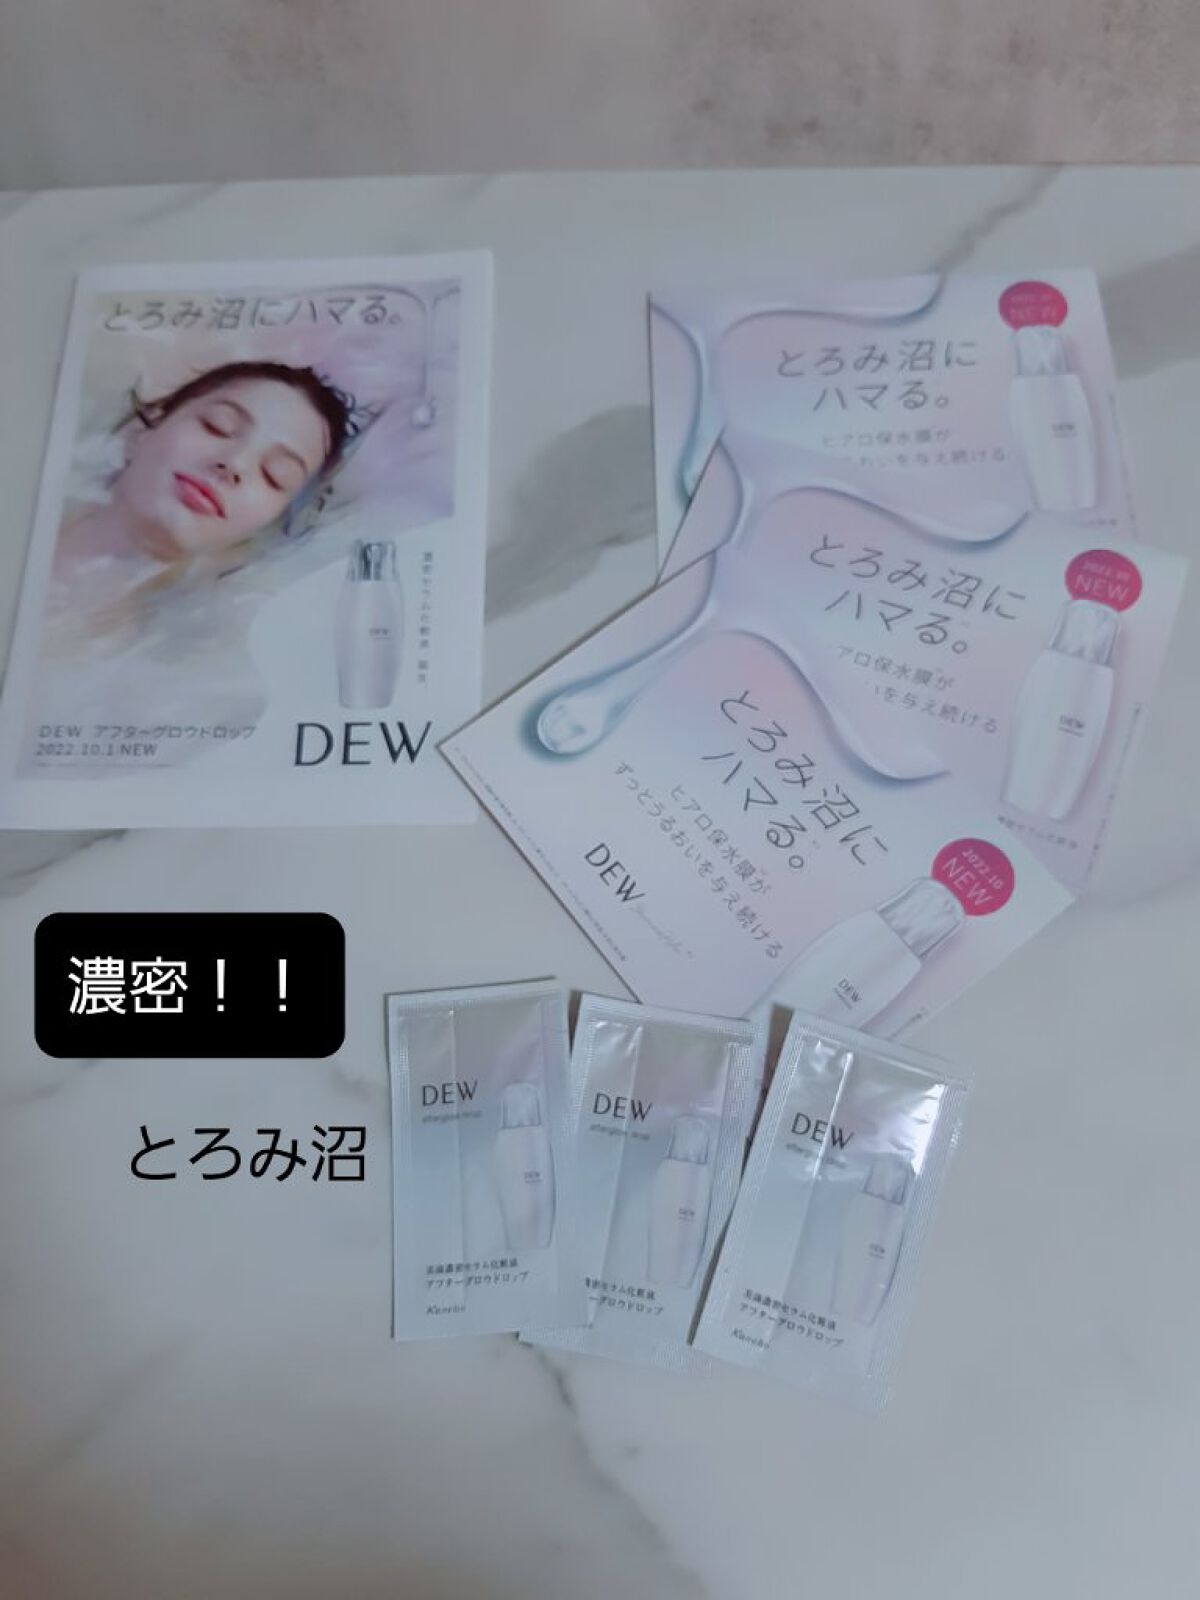 とろみ沼にハマる。
濃密セラム化粧液 誕生。
DEW アフターグロウドロップ
2022.10.1 NEW
DEW
DEW
NEW
とろみ沼に
ハマる。
ヒアロ保水膜が
おいを与え続ける
DEW
2022.10
NEW
とろみ沼に
ハマる。
アロ保水膜が
いを与え続ける
DEW
2022.10
NEW
とろみ沼に
ハマる。
ヒアロ保水膜が
ずっとうるおいを与え続ける
DEW
DEW
濃密！！
とろみ沼
DEW
afterglow drop
DEW
美滴濃密セラム化粧液
アフターグロウドロップ
Kanebo
DEW
afterglow drop
DEW
濃密セラム化粧液
ーグロウドロップ
DEW
afterglow drop
DEW
美滴濃密セラム化粧液
アフターグロウドロップ
Kanebo